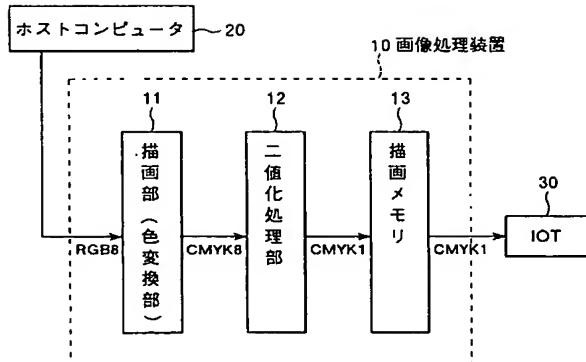 ホストコンピュータ
20
10 画像処理装置
11
12
13
30
描画部（色変換部）
二値化処理部
描画メモリ
IOT
RGB8
CMYK8
CMYK1
CMYK1